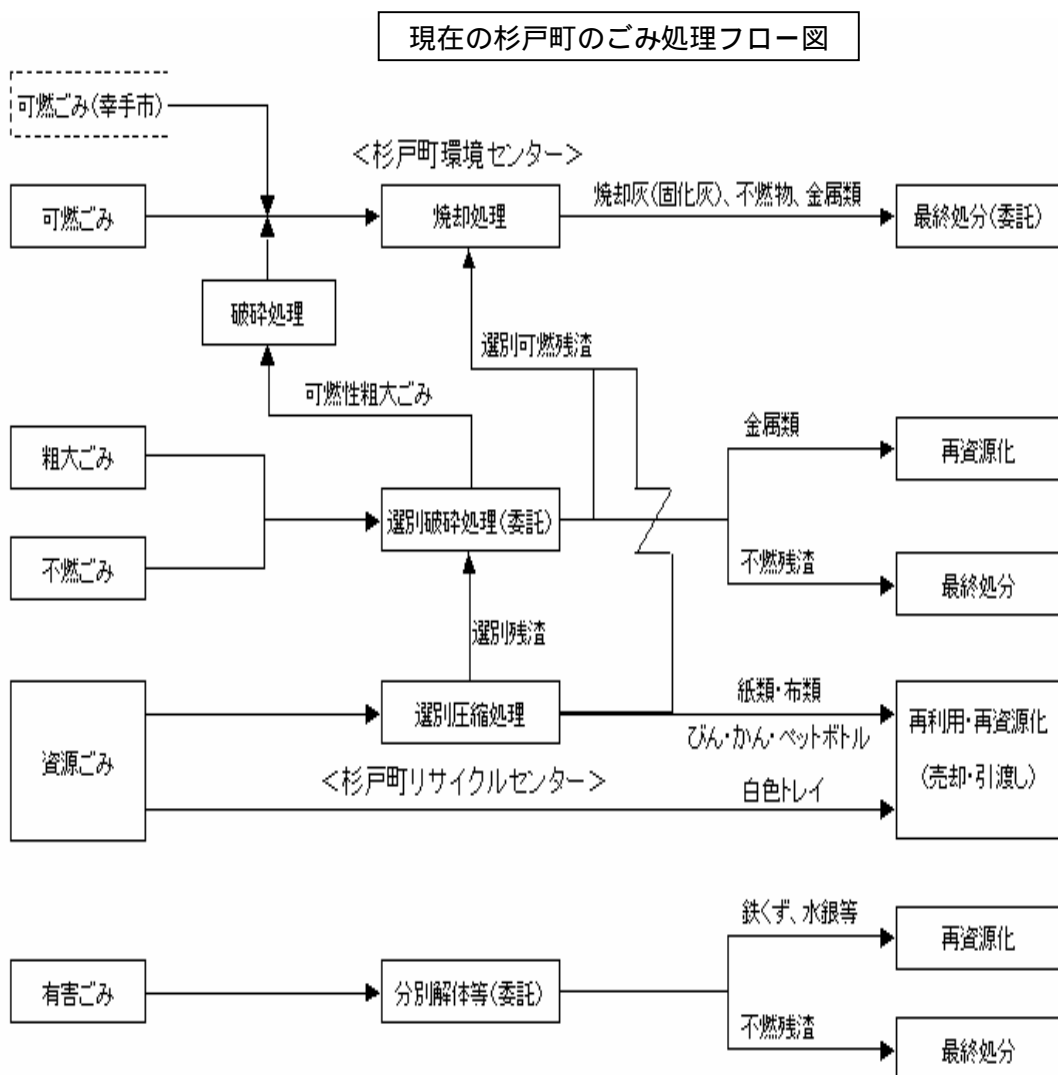 現在の杉戸町のごみ処理フロー図
可燃ごみ(幸手市)
<杉戸町環境センター>
可燃ごみ
焼却処理
焼却灰(固化灰)、不燃物、金属類
最終処分(委託)
破砕処理
選別可燃残渣
可燃性粗大ごみ
粗大ごみ
金属類
再資源化
選別破砕処理(委託)
不燃ごみ
不燃残渣
最終処分
選別残渣
資源ごみ
選別圧縮処理
紙類・布類
びん・かん・ペットボトル
再利用・再資源化
(売却・引渡し)
<杉戸町リサイクルセンター>
白色トレイ
鉄くず、水銀等
再資源化
有害ごみ
分別解体等(委託)
不燃残渣
最終処分